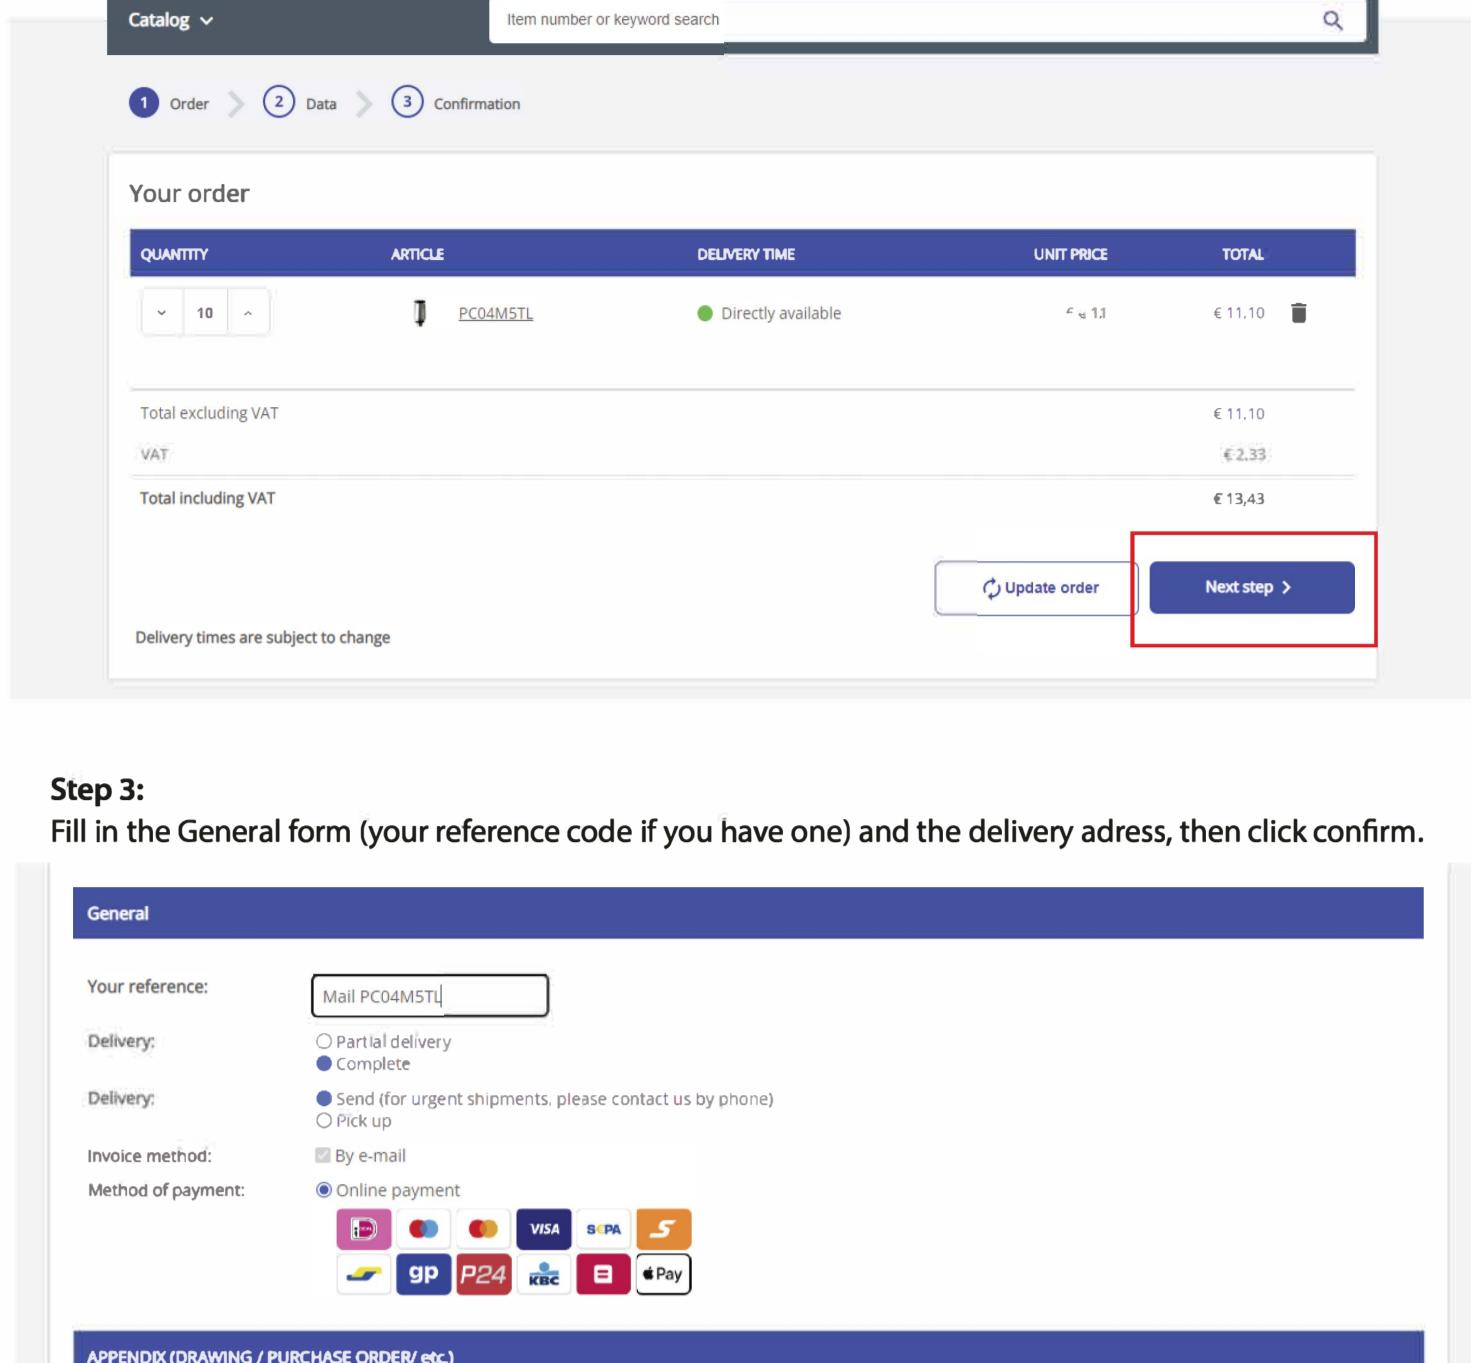 Catalog
Item number or keyword search
1 Order 2 Data 3 Confirmation
Your order
QUANTITY ARTICLE DELIVERY TIME UNIT PRICE TOTAL
10 PC04M5TL Directly available 1.1 € 11,10
Total excluding VAT € 11,10
VAT € 2,33
Total including VAT € 13,43
Update order Next step
Delivery times are subject to change
Step 3:
Fill in the General form (your reference code if you have one) and the delivery adress, then click confirm.
General
Your reference: Mail PC04M5TL
Delivery: Partial delivery
Complete
Delivery: Send (for urgent shipments, please contact us by phone)
Pick up
Invoice method: By e-mail
Method of payment: Online payment
iDEAL VISA SEPA S
gp P24 KBC Pay
APPENDIX (DRAWING / PURCHASE ORDER/ etc.)